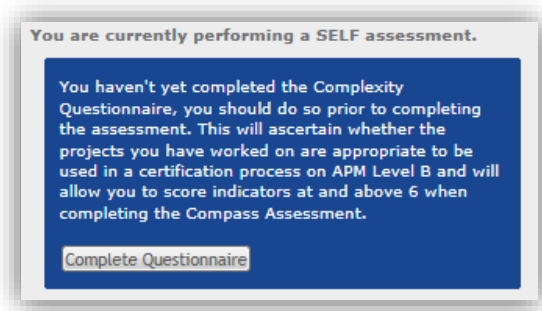 You are currently performing a SELF assessment.
You haven't yet completed the Complexity
Questionnaire, you should do so prior to completing
the assessment. This will ascertain whether the
projects you have worked on are appropriate to be
used in a certification process on APM Level B and will
allow you to score indicators at and above 6 when
completing the Compass Assessment.
Complete Questionnaire